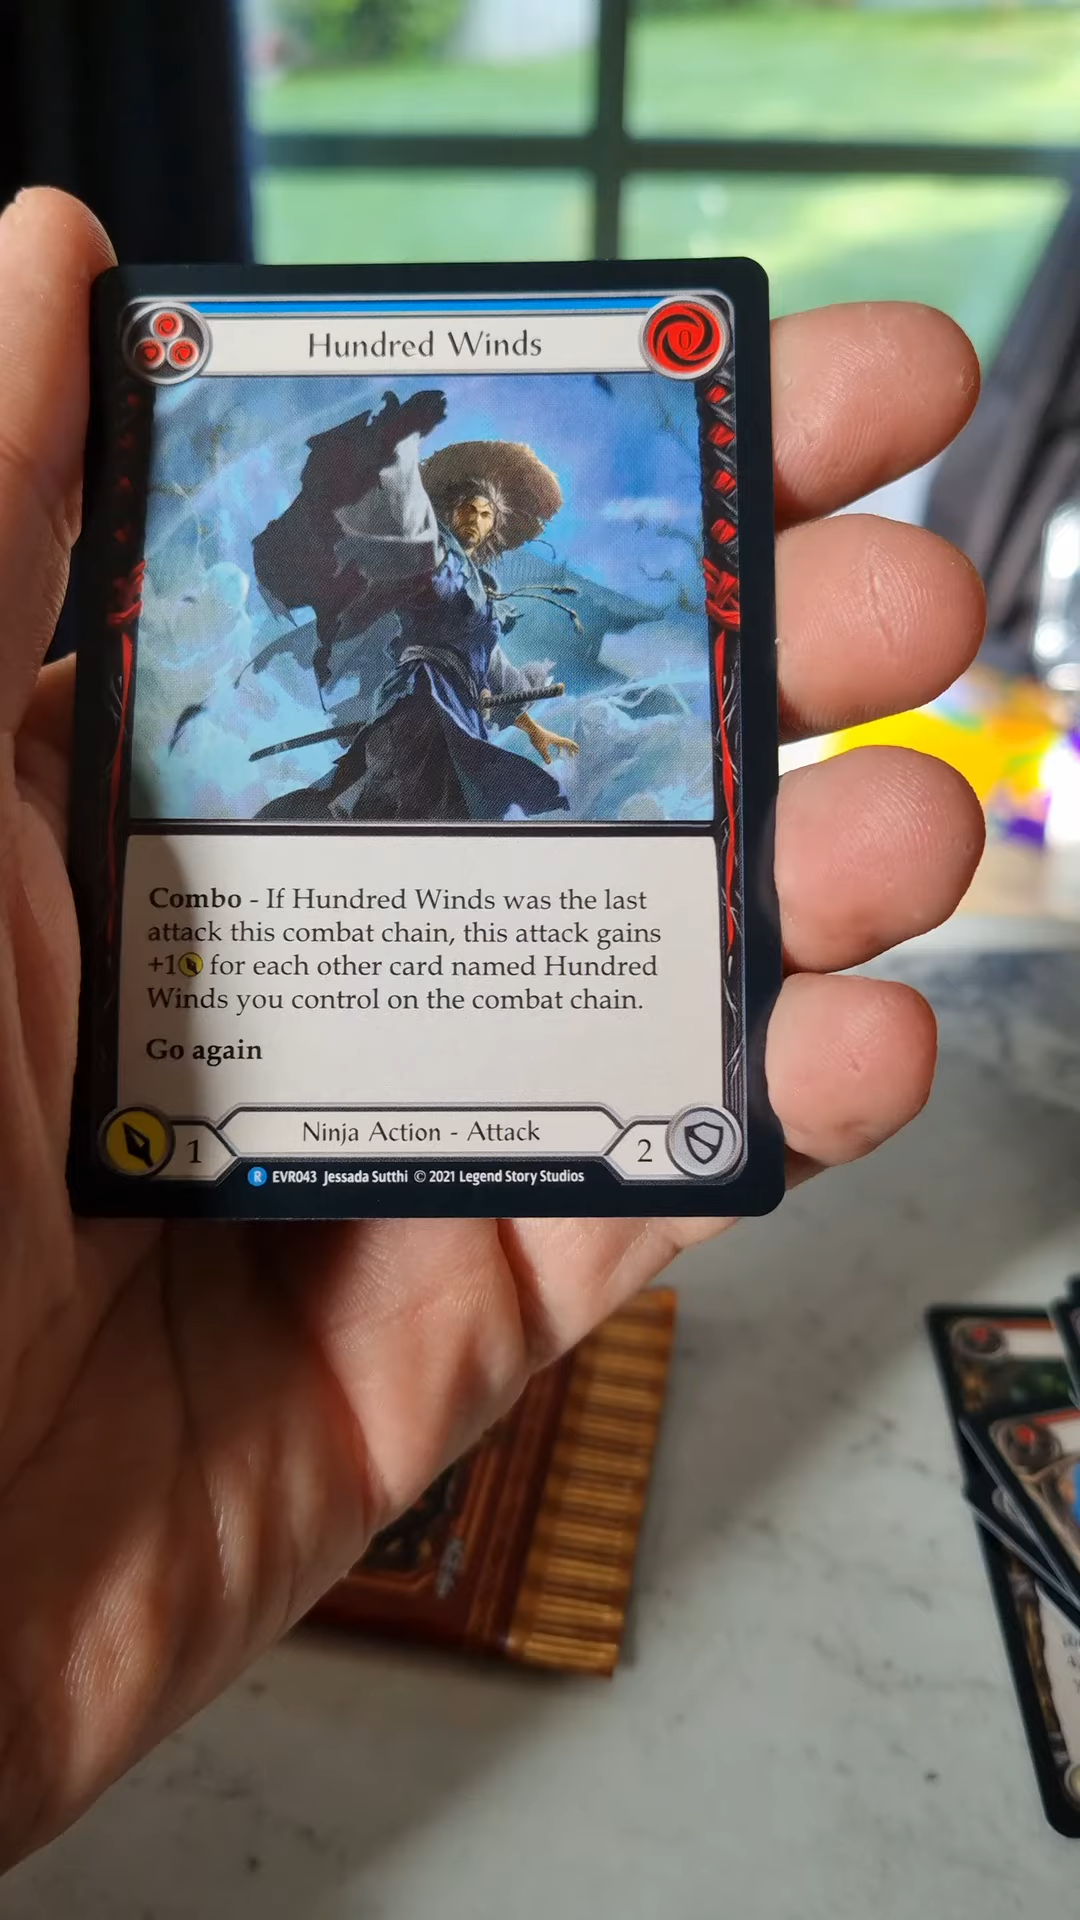 Hundred Winds
0
Combo - If Hundred Winds was the last
attack this combat chain, this attack gains
+1 for each other card named Hundred
Winds you control on the combat chain.
Go again
1
Ninja Action - Attack
2
R EVR043 Jessada Sutthi © 2021 Legend Story Studios